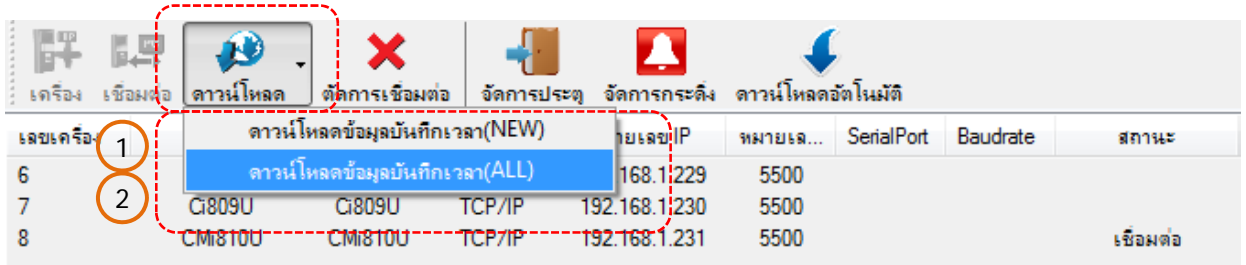 เครื่อง เชื่อมต่อ ดาวน์โหลด ตัดการเชื่อมต่อ จัดการประตู จัดการกระดิ่ง ดาวน์โหลดอัตโนมัติ
เลขเครื่อง ายเลขIP หมายเล... SerialPort Baudrate สถานะ
1 ดาวน์โหลดข้อมูลบันทึกเวลา(NEW)
2 ดาวน์โหลดข้อมูลบันทึกเวลา(ALL)
6 168.1.229 5500
7 Ci809U Ci809U TCP/IP 192.168.1.230 5500
8 CMi810U CMi810U TCP/IP 192.168.1.231 5500 เชื่อมต่อ